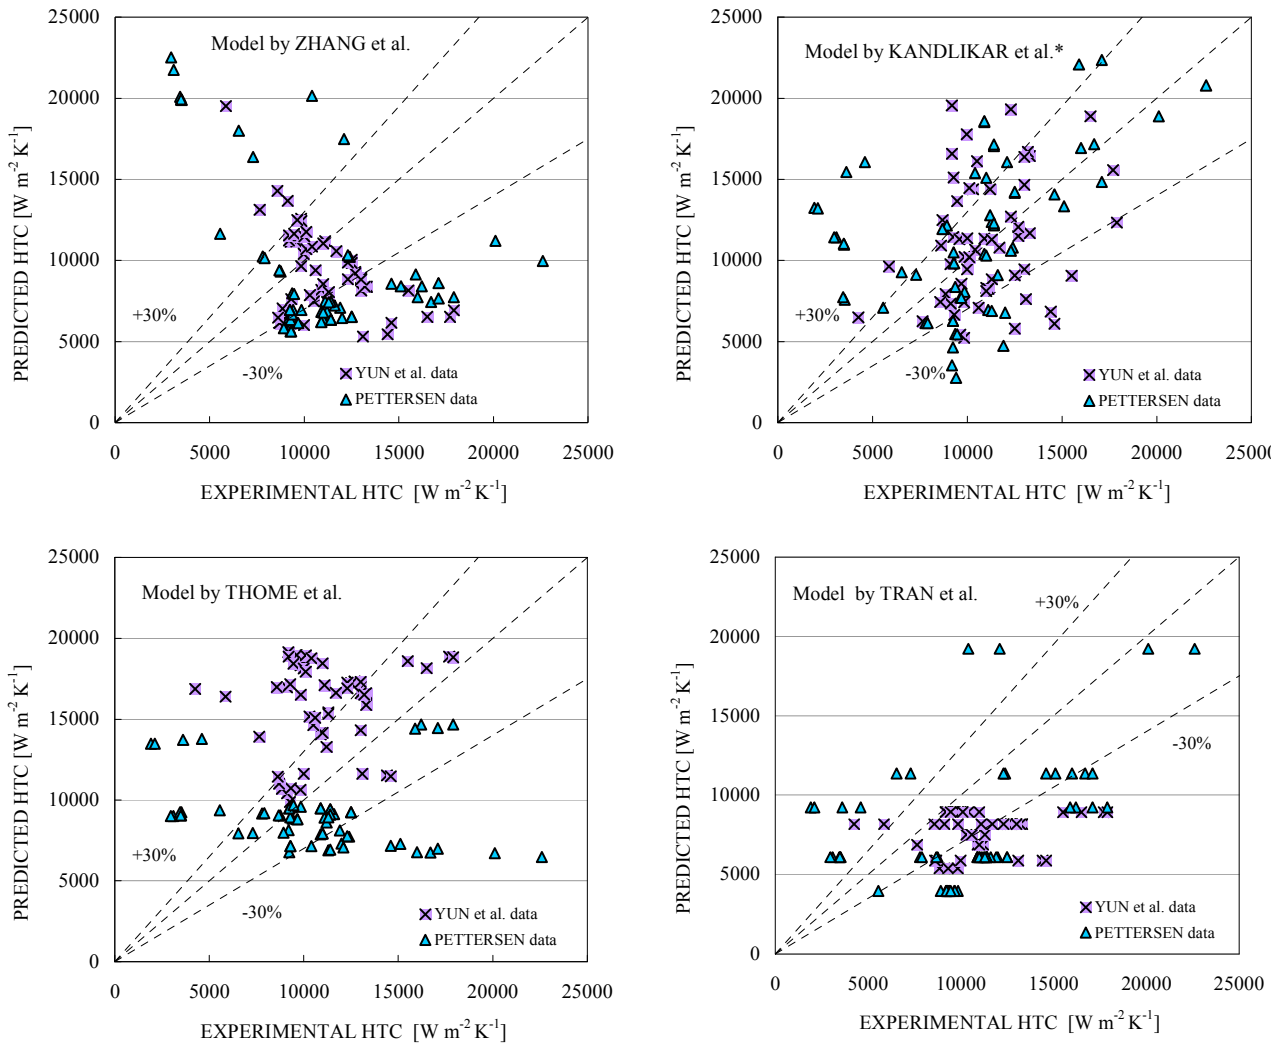 25000
20000
15000
10000
5000
0
PREDICTED HTC [W m-2 K-1]
Model by ZHANG et al.
+30%
-30%
YUN et al. data
PETTERSEN data
0 5000 10000 15000 20000 25000
EXPERIMENTAL HTC [W m-2 K-1]
25000
20000
15000
10000
5000
0
PREDICTED HTC [W m-2 K-1]
Model by KANDLIKAR et al.*
+30%
-30%
YUN et al. data
PETTERSEN data
0 5000 10000 15000 20000 25000
EXPERIMENTAL HTC [W m-2 K-1]
25000
20000
15000
10000
5000
0
PREDICTED HTC [W m-2 K-1]
Model by THOME et al.
+30%
-30%
YUN et al. data
PETTERSEN data
0 5000 10000 15000 20000 25000
EXPERIMENTAL HTC [W m-2 K-1]
25000
20000
15000
10000
5000
0
PREDICTED HTC [W m-2 K-1]
Model by TRAN et al.
+30%
-30%
YUN et al. data
PETTERSEN data
0 5000 10000 15000 20000 25000
EXPERIMENTAL HTC [W m-2 K-1]